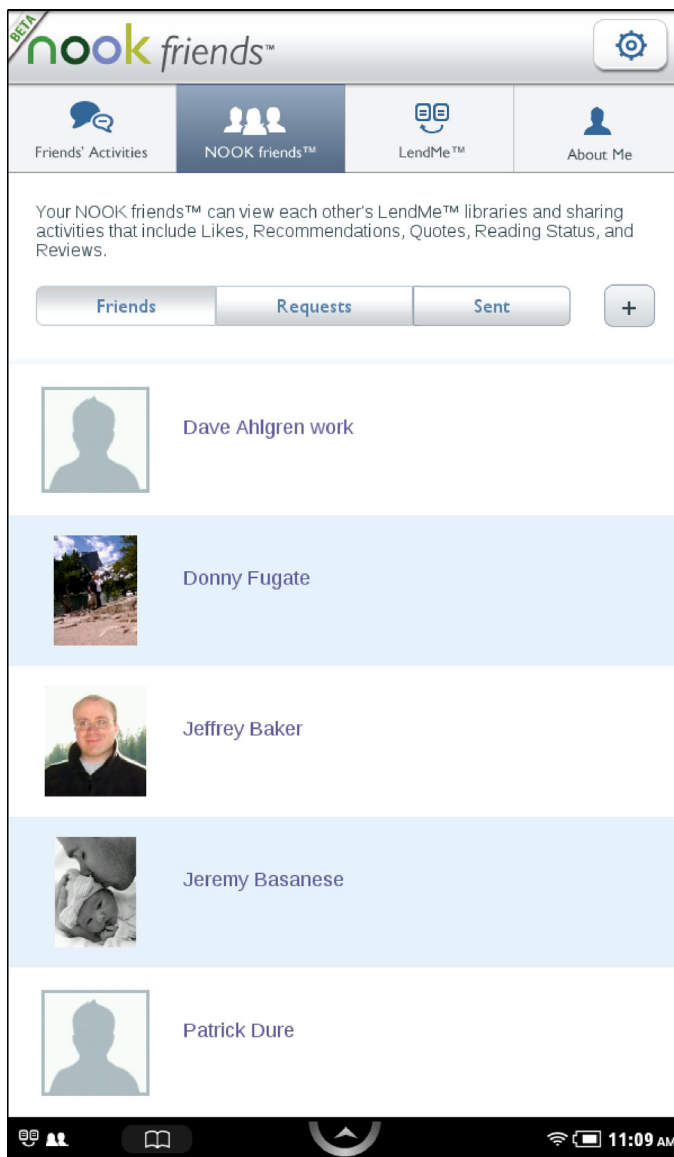 BETA
nook friends™
Friends' Activities
NOOK friends™
LendMe™
About Me
Your NOOK friends™ can view each other's LendMe™ libraries and sharing
activities that include Likes, Recommendations, Quotes, Reading Status, and
Reviews.
Friends
Requests
Sent
+
Dave Ahlgren work
Donny Fugate
Jeffrey Baker
Jeremy Basanese
Patrick Dure
11:09 AM